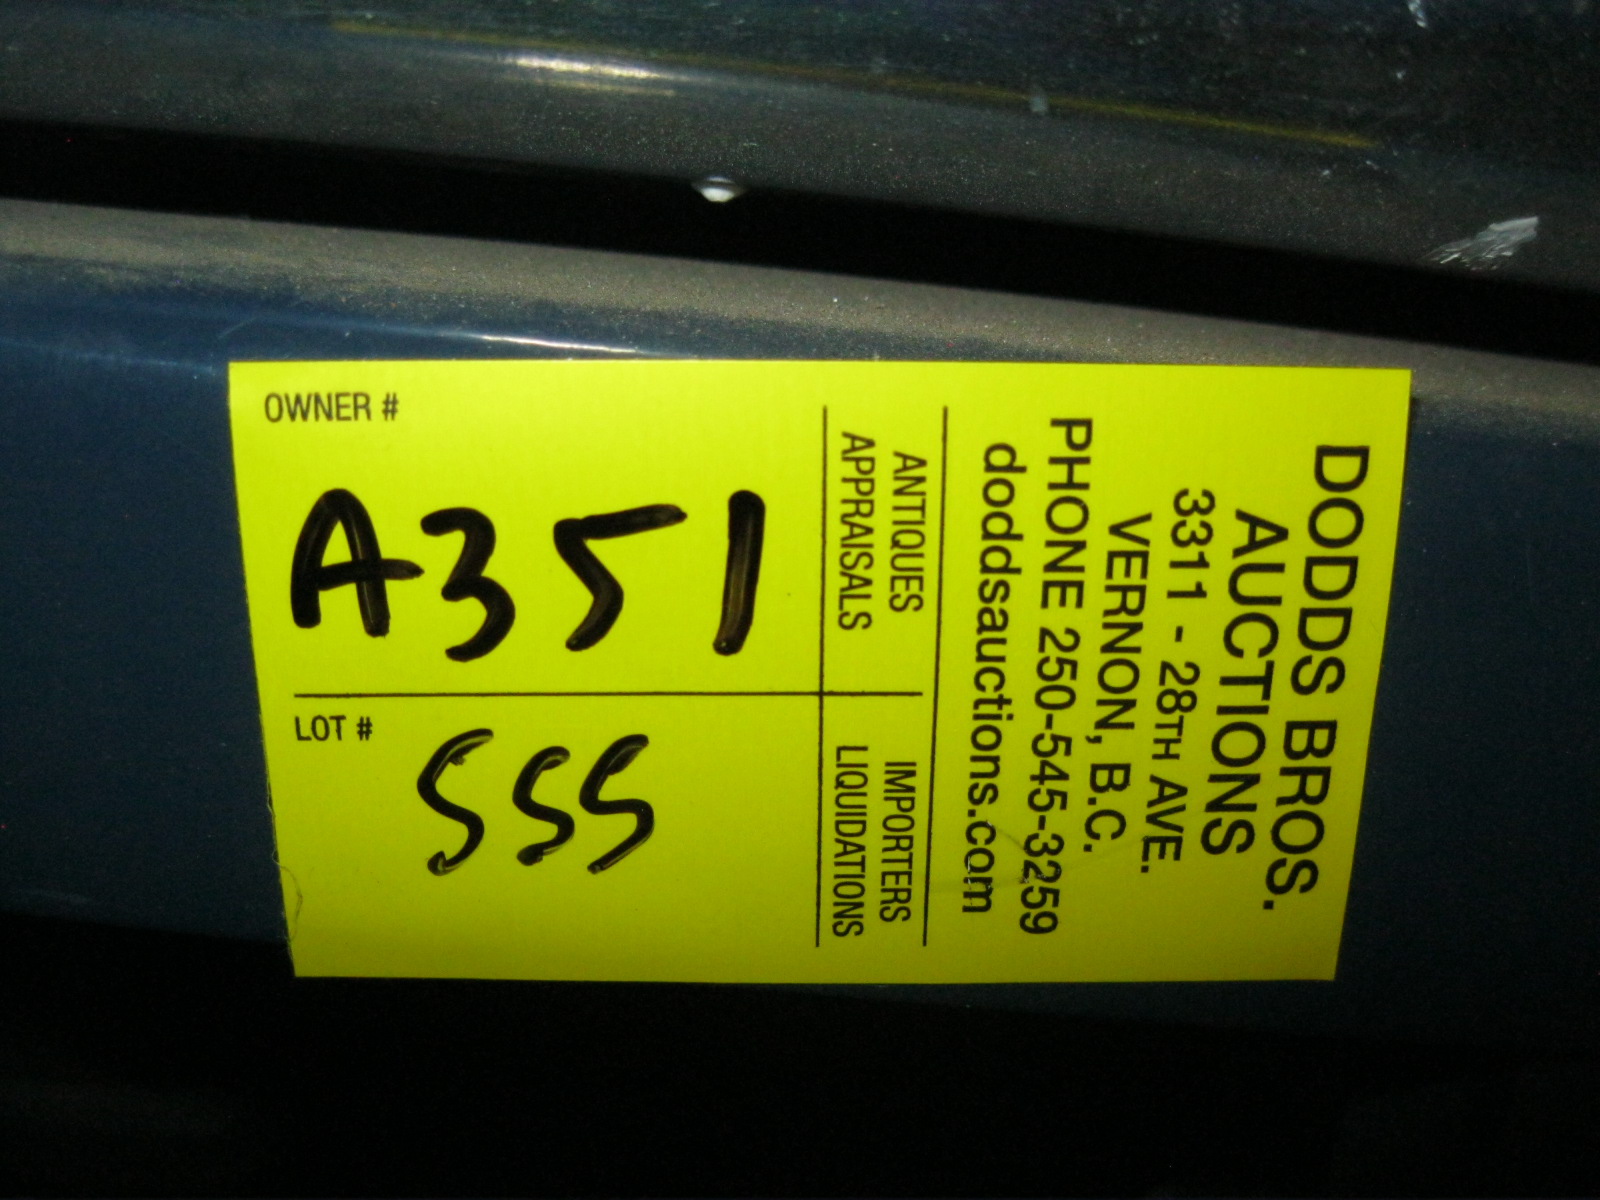 DODDS BROS.
AUCTIONS
3311 - 28TH AVE.
VERNON, B.C.
PHONE 250-545-3259
doddsauctions.com
ANTIQUES
APPRAISALS
IMPORTERS
LIQUIDATIONS
OWNER #
A351
LOT #
555